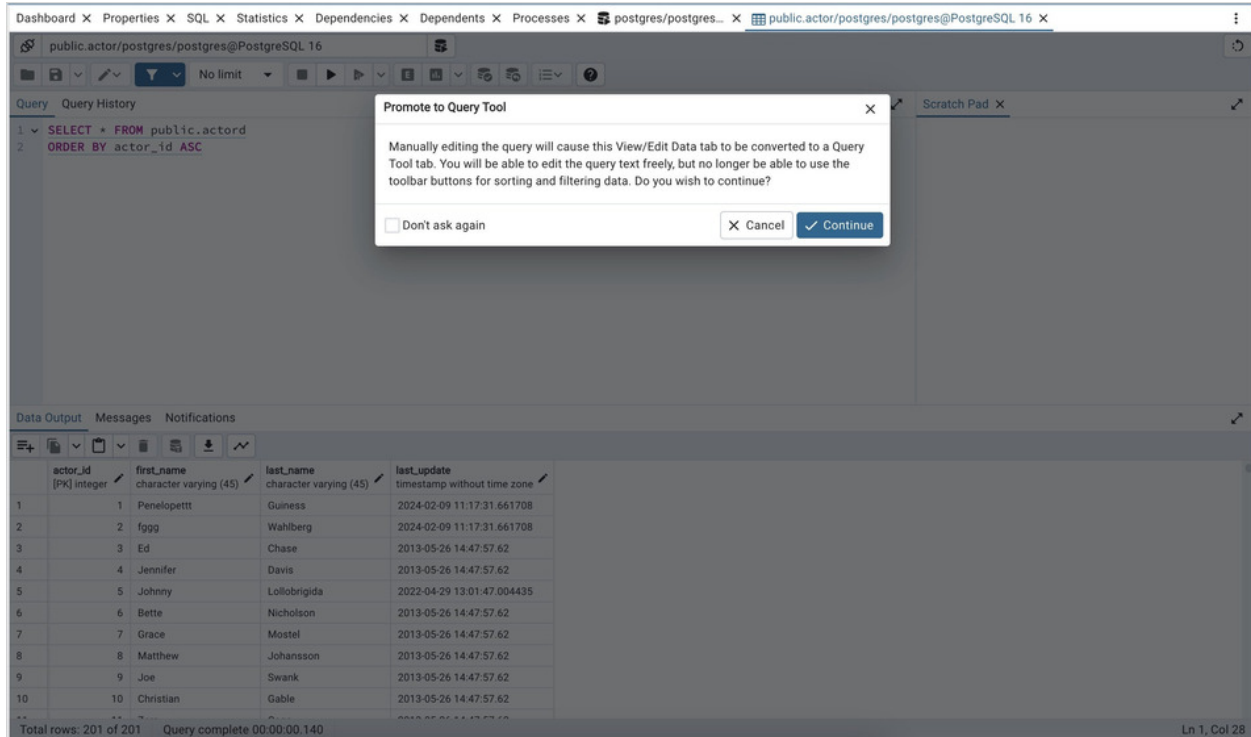 Dashboard Properties SQL Statistics Dependencies Dependents Processes postgres/postgres... public.actor/postgres/postgres@PostgreSQL 16
public.actor/postgres/postgres@PostgreSQL 16
No limit
Query Query History
Scratch Pad
1 SELECT * FROM public.actord
2 ORDER BY actor_id ASC
Promote to Query Tool
Manually editing the query will cause this View/Edit Data tab to be converted to a Query
Tool tab. You will be able to edit the query text freely, but no longer be able to use the
toolbar buttons for sorting and filtering data. Do you wish to continue?
Don't ask again Cancel Continue
Data Output Messages Notifications
actor_id first_name last_name last_update
[PK] integer character varying (45) character varying (45) timestamp without time zone
1 1 Penelopettt Guiness 2024-02-09 11:17:31.661708
2 2 fggg Wahlberg 2024-02-09 11:17:31.661708
3 3 Ed Chase 2013-05-26 14:47:57.62
4 4 Jennifer Davis 2013-05-26 14:47:57.62
5 5 Johnny Lollobrigida 2022-04-29 13:01:47.004435
6 6 Bette Nicholson 2013-05-26 14:47:57.62
7 7 Grace Mostel 2013-05-26 14:47:57.62
8 8 Matthew Johansson 2013-05-26 14:47:57.62
9 9 Joe Swank 2013-05-26 14:47:57.62
10 10 Christian Gable 2013-05-26 14:47:57.62
Total rows: 201 of 201 Query complete 00:00:00.140 Ln 1, Col 28